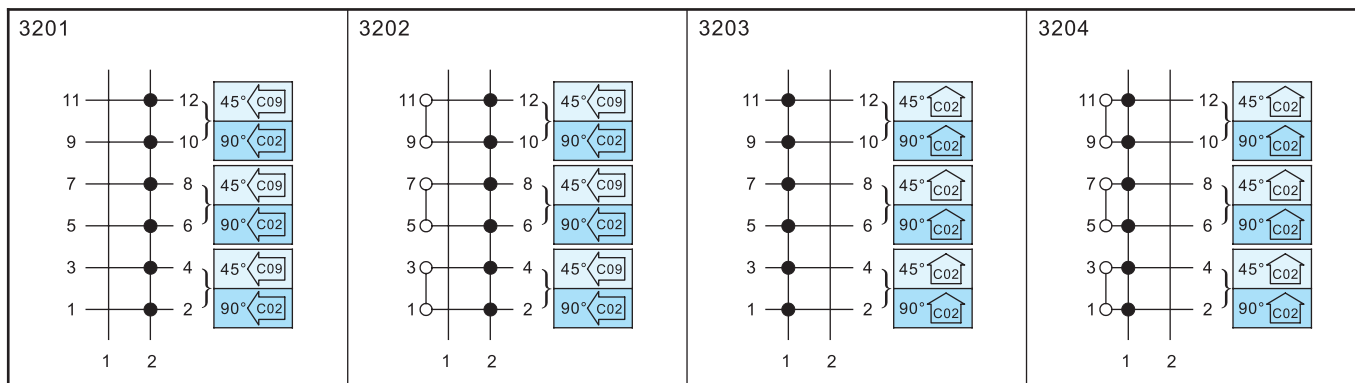 3201 3202 3203 3204
11 12 45° C09 11 12 45° C09 11 12 45° C02 11 12 45° C02
9 10 90° C02 9 10 90° C02 9 10 90° C02 9 10 90° C02
7 8 45° C09 7 8 45° C09 7 8 45° C02 7 8 45° C02
5 6 90° C02 5 6 90° C02 5 6 90° C02 5 6 90° C02
3 4 45° C09 3 4 45° C09 3 4 45° C02 3 4 45° C02
1 2 90° C02 1 2 90° C02 1 2 90° C02 1 2 90° C02
1 2 1 2 1 2 1 2